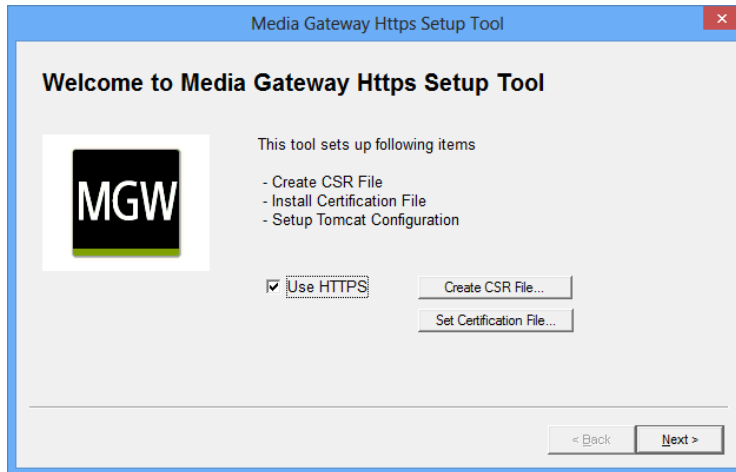 Media Gateway Https Setup Tool
Welcome to Media Gateway Https Setup Tool
MGW
This tool sets up following items
- Create CSR File
- Install Certification File
- Setup Tomcat Configuration
Use HTTPS
Create CSR File...
Set Certification File...
< Back
Next >